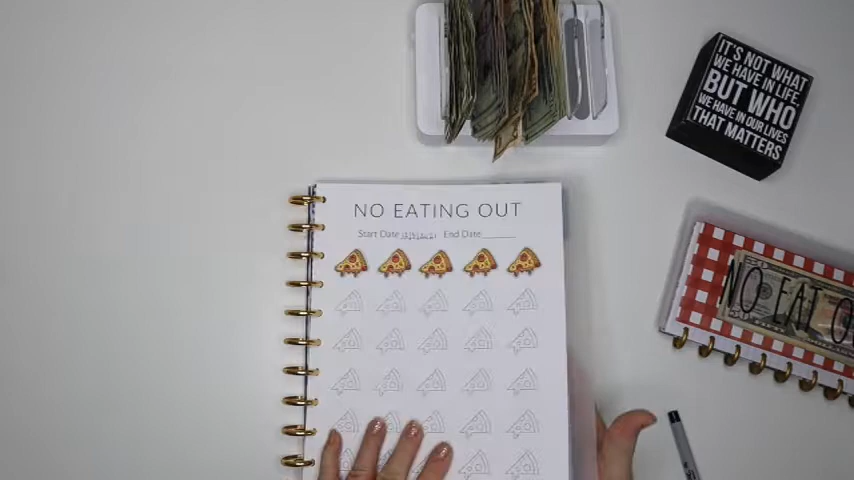 IT'S NOT WHAT
WE HAVE IN LIFE,
BUT WHO
WE HAVE IN OUR LIVES
THAT MATTERS
NO EATING OUT
Start Date End Date
NO EAT O